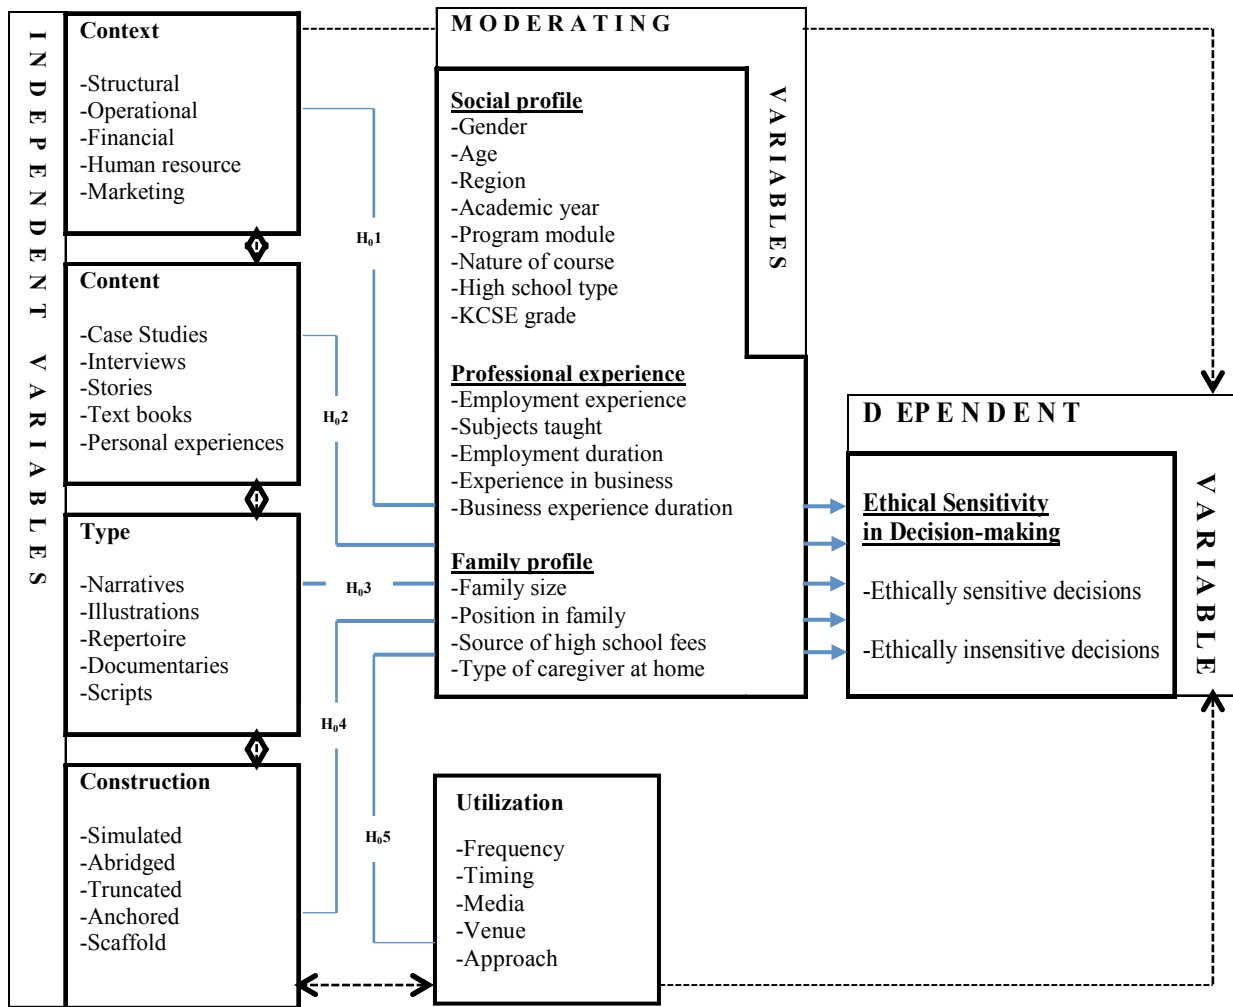 INDEPENDENT VARIABLES
Context
-Structural
-Operational
-Financial
-Human resource
-Marketing
Content
-Case Studies
-Interviews
-Stories
-Text books
-Personal experiences
Type
-Narratives
-Illustrations
-Repertoire
-Documentaries
-Scripts
Construction
-Simulated
-Abridged
-Truncated
-Anchored
-Scaffold
H₀1
H₀2
H₀3
H₀4
H₀5
MODERATING
VARIABLES
Social profile
-Gender
-Age
-Region
-Academic year
-Program module
-Nature of course
-High school type
-KCSE grade
Professional experience
-Employment experience
-Subjects taught
-Employment duration
-Experience in business
-Business experience duration
Family profile
-Family size
-Position in family
-Source of high school fees
-Type of caregiver at home
Utilization
-Frequency
-Timing
-Media
-Venue
-Approach
D EPENDENT
VARIABLE
Ethical Sensitivity
in Decision-making
-Ethically sensitive decisions
-Ethically insensitive decisions